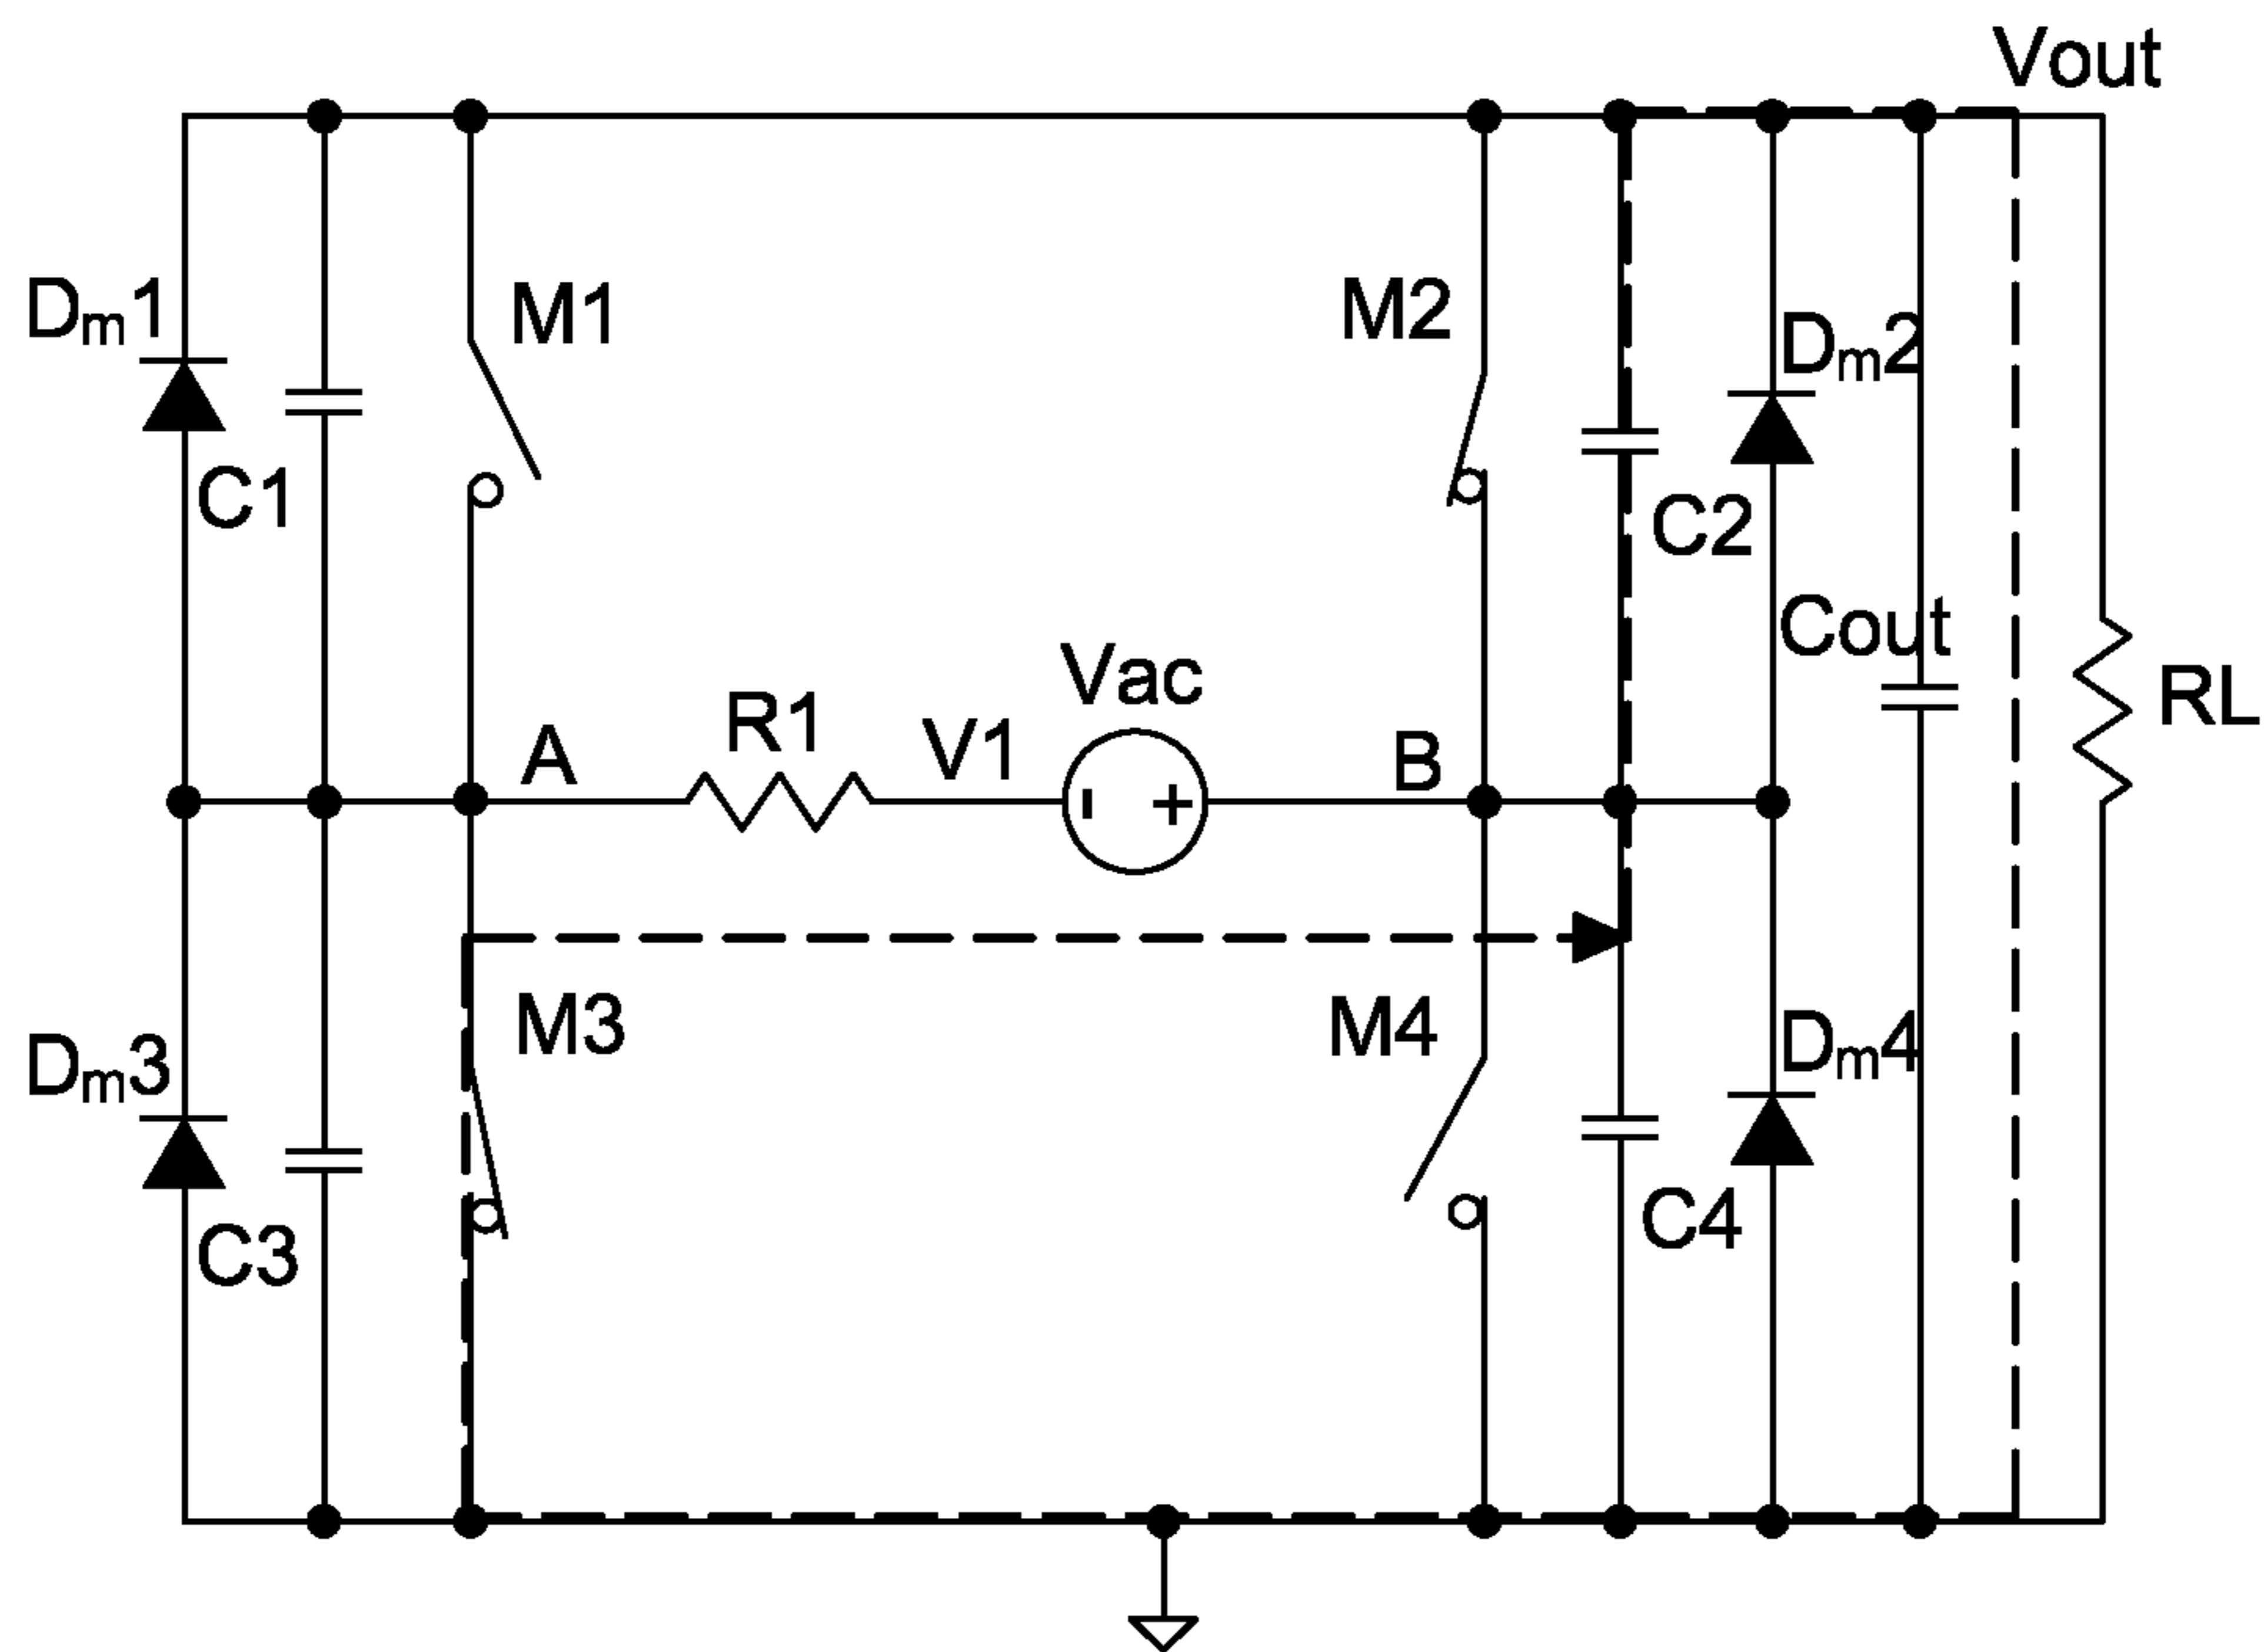 Vout
Dm1
M1
M2
Dm2
C1
C2
Cout
Vac
R1
V1
A
B
RL
M3
M4
Dm3
Dm4
C3
C4
- +